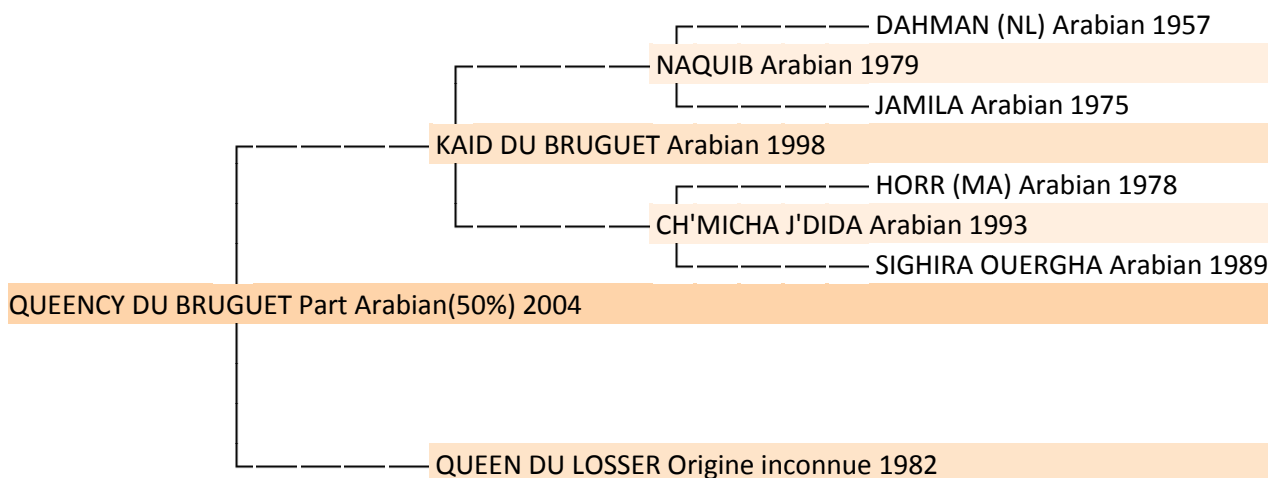 DAHMAN (NL) Arabian 1957
NAQUIB Arabian 1979
JAMILA Arabian 1975
KAID DU BRUGUET Arabian 1998
HORR (MA) Arabian 1978
CH'MICHA J'DIDA Arabian 1993
SIGHIRA OUERGHA Arabian 1989
QUEENCY DU BRUGUET Part Arabian(50%) 2004
QUEEN DU LOSSER Origine inconnue 1982